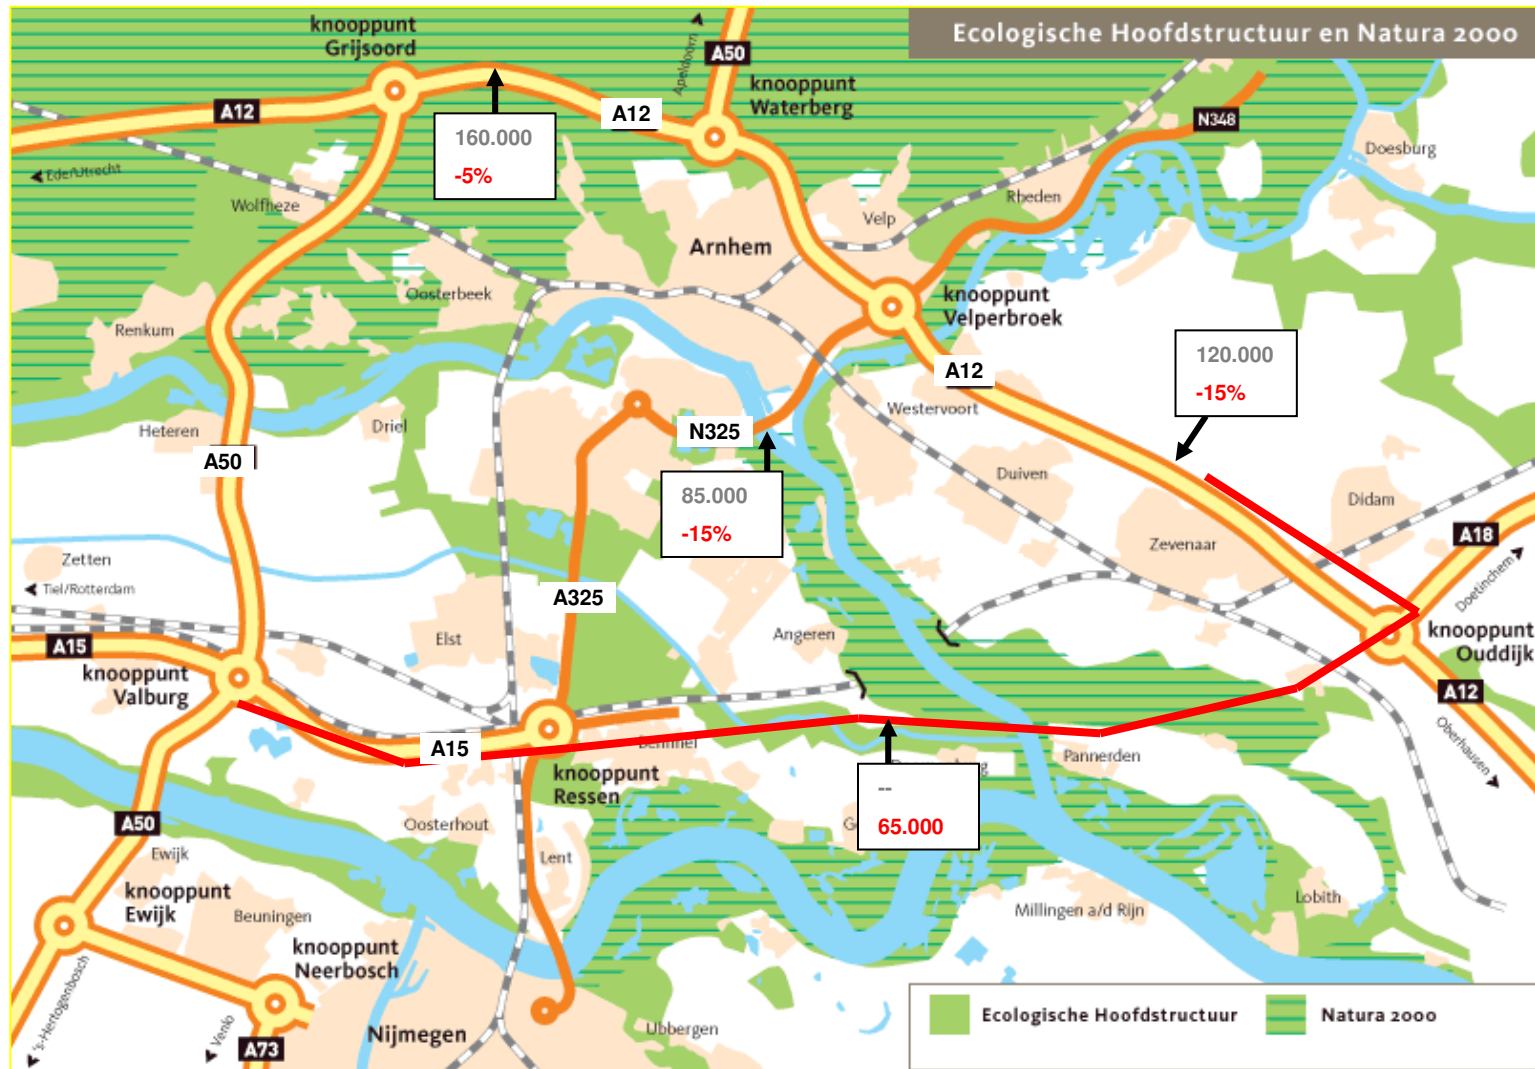 knooppunt
Grijsoord
Apeldoorn
A50
Ecologische Hoofdstructuur en Natura 2000
knooppunt
Waterberg
A12
A12
N348
160.000
-5%
Doesburg
Ede/Utrecht
Wolfheze
Rheden
Velp
Arnhem
Oosterbeek
knooppunt
Velperbroek
Renkum
120.000
-15%
A12
Westervoort
Heteren
Driel
N325
A50
Duiven
85.000
-15%
Didam
Zetten
Zevenaar
A18
Tiel/Rotterdam
A325
Doetinchem
Elst
Angeren
knooppunt
Ouddijk
A15
knooppunt
Valburg
A12
A15
Pannerden
Oberhausen
knooppunt
Ressen
--
65.000
A50
Oosterhout
Ewijk
Lent
knooppunt
Ewijk
Beuningen
Lobith
Millingen a/d Rijn
knooppunt
Neerbosch
's-Hertogenbosch
Venlo
Nijmegen
Ubbergen
A73
Ecologische Hoofdstructuur
Natura 2000